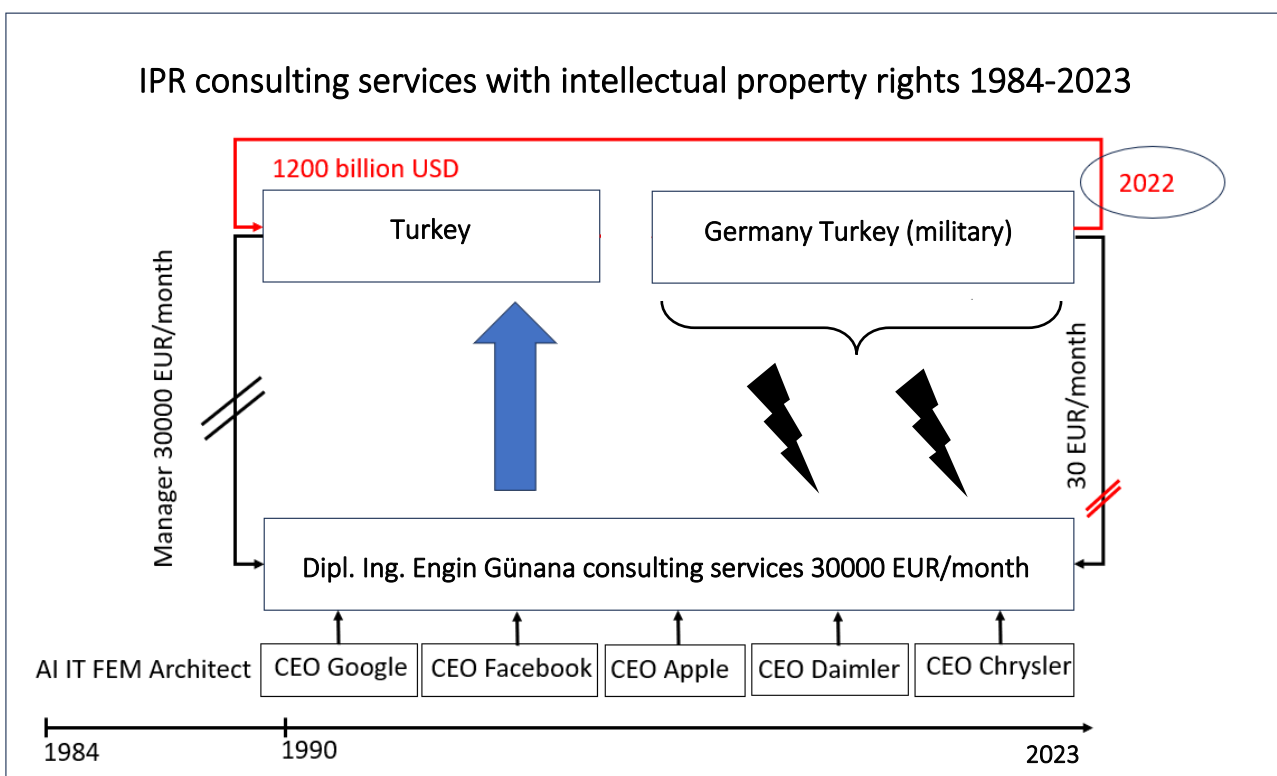 IPR consulting services with intellectual property rights 1984-2023
1200 billion USD
2022
Turkey
Germany Turkey (military)
Manager 30000 EUR/month
30 EUR/month
Dipl. Ing. Engin Günana consulting services 30000 EUR/month
AI IT FEM Architect
CEO Google
CEO Facebook
CEO Apple
CEO Daimler
CEO Chrysler
1984
1990
2023